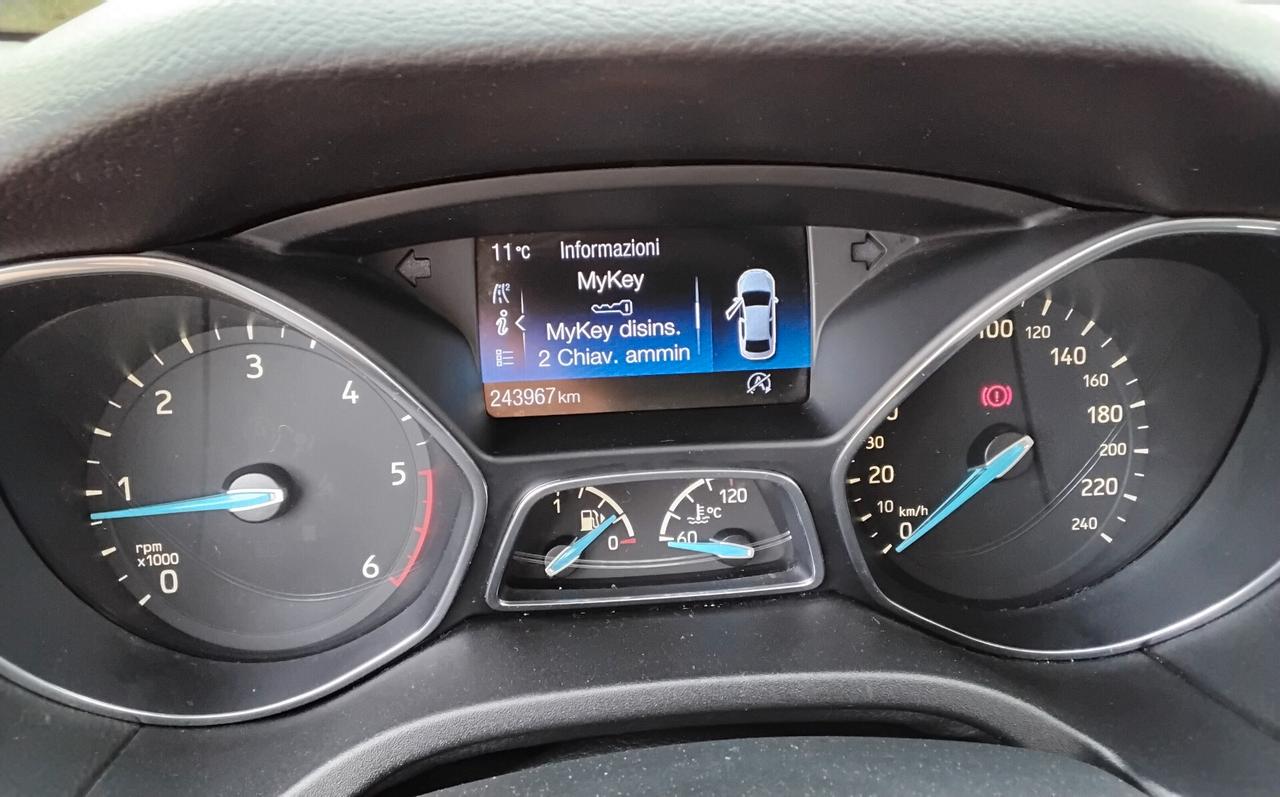 11°C Informazioni
MyKey
MyKey disins.
2 Chiav. ammin
243967 km
0
1
2
3
4
5
6
rpm
x1000
1
0
60
120
°C
0
10
20
30
100
120
140
160
180
200
220
240
km/h